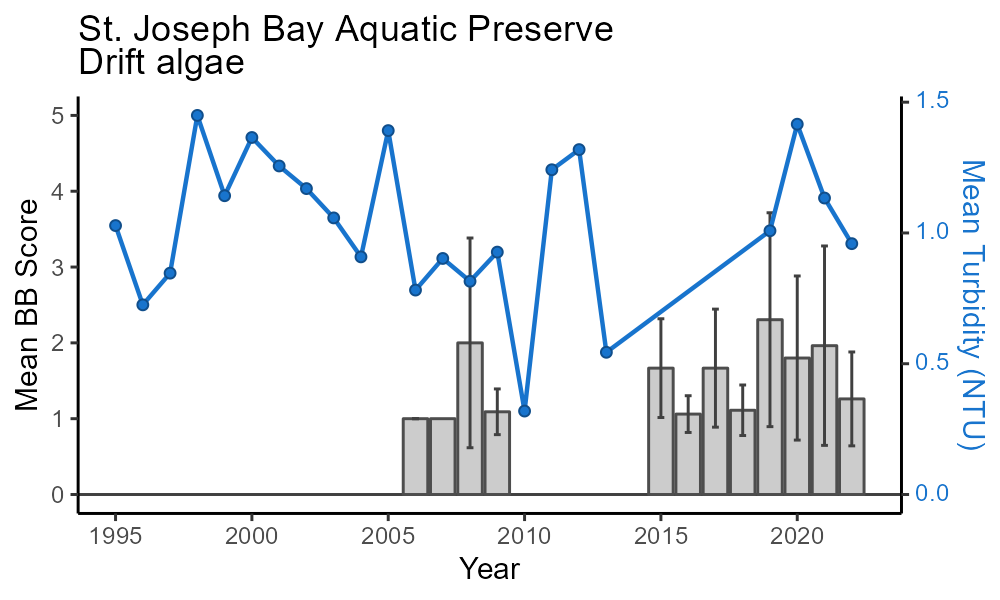 St. Joseph Bay Aquatic Preserve
Drift algae
Mean BB Score
5
4
3
2
1
0
1.5
1.0
0.5
0.0
Mean Turbidity (NTU)
1995 2000 2005 2010 2015 2020
Year